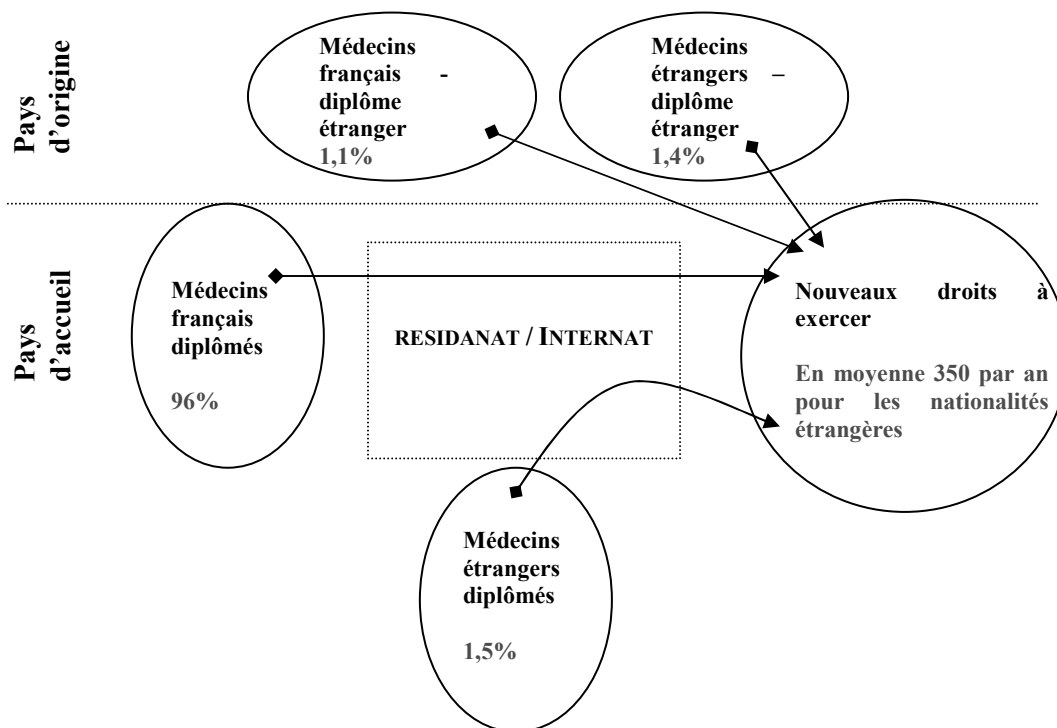 Pays
d’origine
Médecins
français -
diplôme
étranger
1,1%
Médecins
étrangers –
diplôme
étranger
1,4%
Pays
d’accueil
Médecins
français
diplômés
96%
RESIDANAT / INTERNAT
Nouveaux droits à
exercer
En moyenne 350 par an
pour les nationalités
étrangères
Médecins
étrangers
diplômés
1,5%